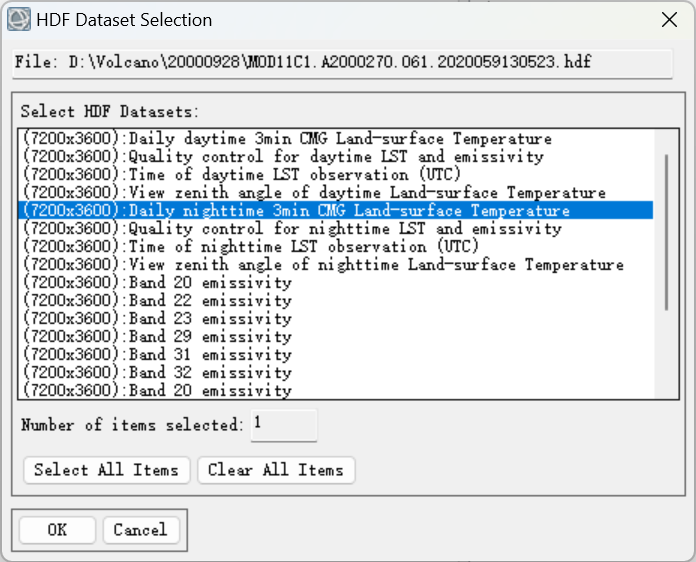 HDF Dataset Selection
File: D:\Volcano\20000928\MOD11C1.A2000270.061.2020059130523.hdf
Select HDF Datasets:
(7200x3600):Daily daytime 3min CMG Land-surface Temperature
(7200x3600):Quality control for daytime LST and emissivity
(7200x3600):Time of daytime LST observation (UTC)
(7200x3600):View zenith angle of daytime Land-surface Temperature
(7200x3600):Daily nighttime 3min CMG Land-surface Temperature
(7200x3600):Quality control for nighttime LST and emissivity
(7200x3600):Time of nighttime LST observation (UTC)
(7200x3600):View zenith angle of nighttime Land-surface Temperature
(7200x3600):Band 20 emissivity
(7200x3600):Band 22 emissivity
(7200x3600):Band 23 emissivity
(7200x3600):Band 29 emissivity
(7200x3600):Band 31 emissivity
(7200x3600):Band 32 emissivity
(7200x3600):Band 20 emissivity
Number of items selected: 1
Select All Items Clear All Items
OK Cancel